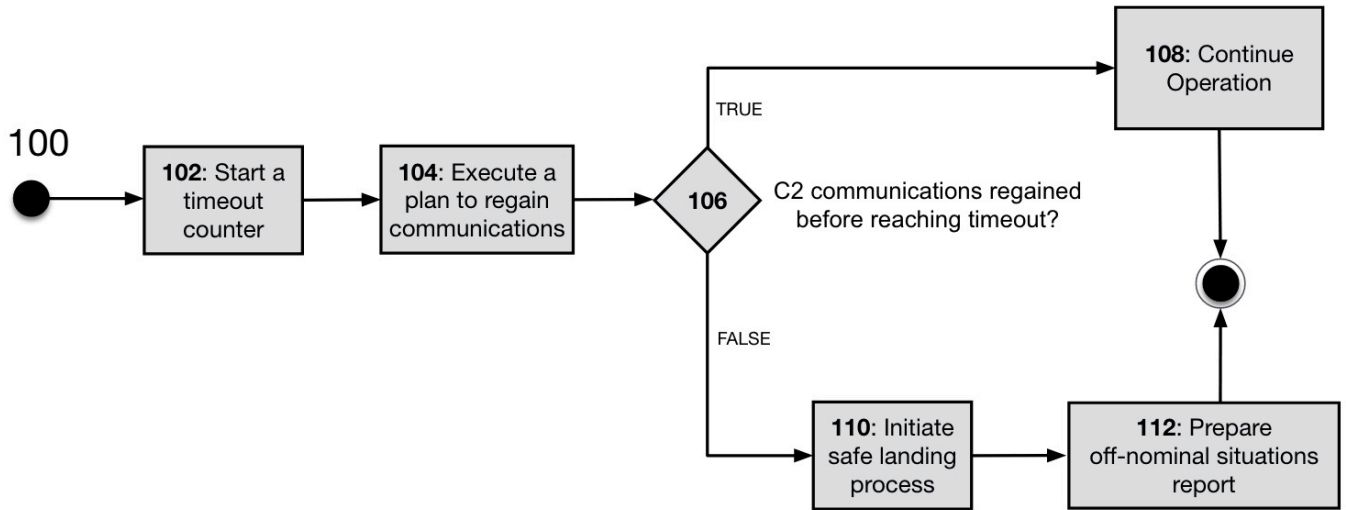 100
102: Start a
timeout
counter
104: Execute a
plan to regain
communications
106
C2 communications regained
before reaching timeout?
TRUE
108: Continue
Operation
FALSE
110: Initiate
safe landing
process
112: Prepare
off-nominal situations
report